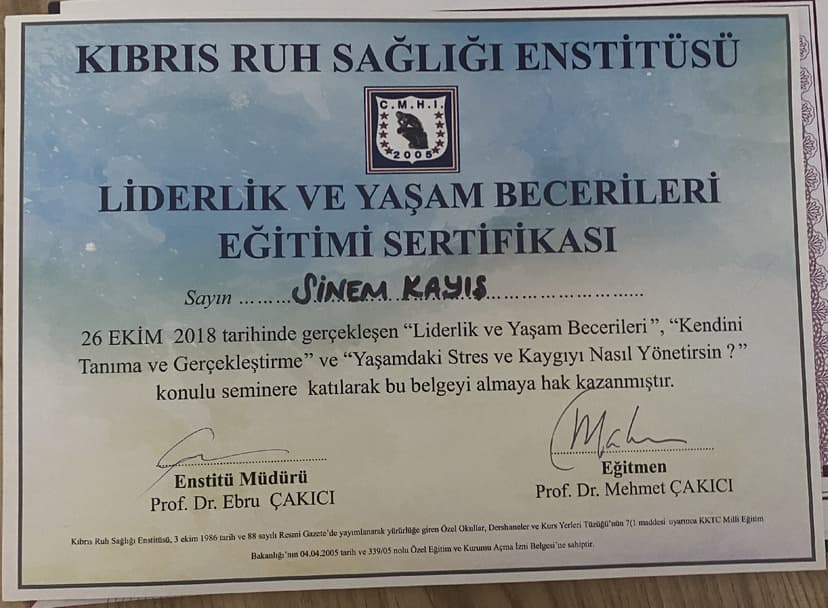 KIBRIS RUH SAĞLIĞI ENSTİTÜSÜ
C.M.H.I.
2005
LİDERLİK VE YAŞAM BECERİLERİ
EĞİTİMİ SERTİFİKASI
Sayın ......... SİNEM KAYIŞ ..............................
26 EKİM 2018 tarihinde gerçekleşen “Liderlik ve Yaşam Becerileri”, “Kendini
Tanıma ve Gerçekleştirme” ve “Yaşamdaki Stres ve Kaygıyı Nasıl Yönetirsin ?”
konulu seminere katılarak bu belgeyi almaya hak kazanmıştır.
Enstitü Müdürü
Prof. Dr. Ebru ÇAKICI
Eğitmen
Prof. Dr. Mehmet ÇAKICI
Kıbrıs Ruh Sağlığı Enstitüsü, 3 ekim 1986 tarih ve 88 sayılı Resmi Gazete'de yayımlanarak yürürlüğe giren Özel Okullar, Dershaneler ve Kurs Yerleri Tüzüğü'nün 7(1 maddesi uyarınca KKTC Milli Eğitim
Bakanlığı'nın 04.04.2005 tarih ve 339/05 nolu Özel Eğitim ve Kurumu Açma İzni Belgesi'ne sahiptir.